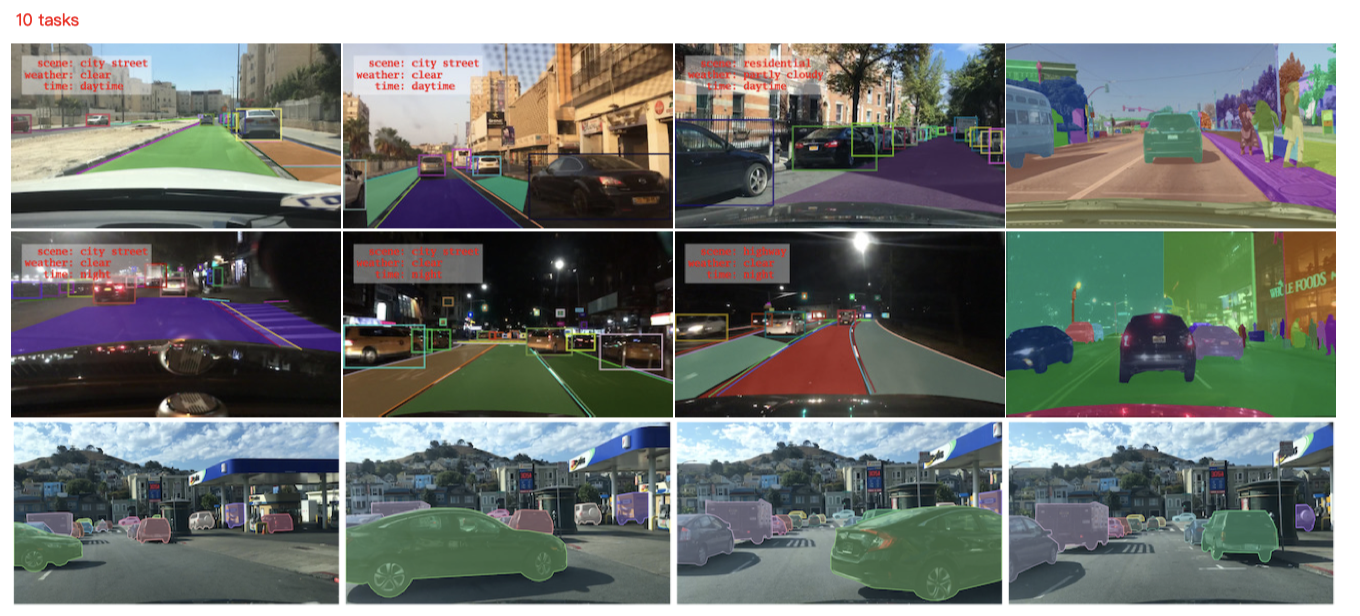 10 tasks
scene: city street
weather: clear
time: daytime
scene: city street
weather: clear
time: daytime
scene: residential
weather: partly cloudy
time: daytime
scene: city street
weather: clear
time: night
scene: city street
weather: clear
time: night
scene: highway
weather: clear
time: night
WHOLE FOODS